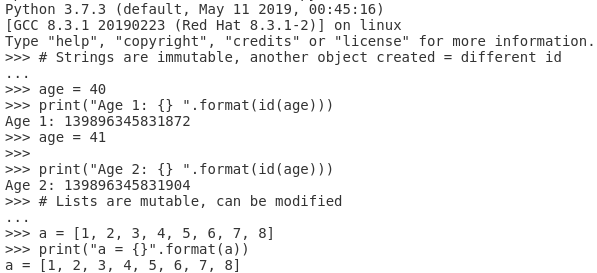 Python 3.7.3 (default, May 11 2019, 00:45:16)
[GCC 8.3.1 20190223 (Red Hat 8.3.1-2)] on linux
Type "help", "copyright", "credits" or "license" for more information.
>>> # Strings are immutable, another object created = different id
...
>>> age = 40
>>> print("Age 1: {} ".format(id(age)))
Age 1: 139896345831872
>>> age = 41
>>>
>>> print("Age 2: {} ".format(id(age)))
Age 2: 139896345831904
>>> # Lists are mutable, can be modified
...
>>> a = [1, 2, 3, 4, 5, 6, 7, 8]
>>> print("a = {}".format(a))
a = [1, 2, 3, 4, 5, 6, 7, 8]